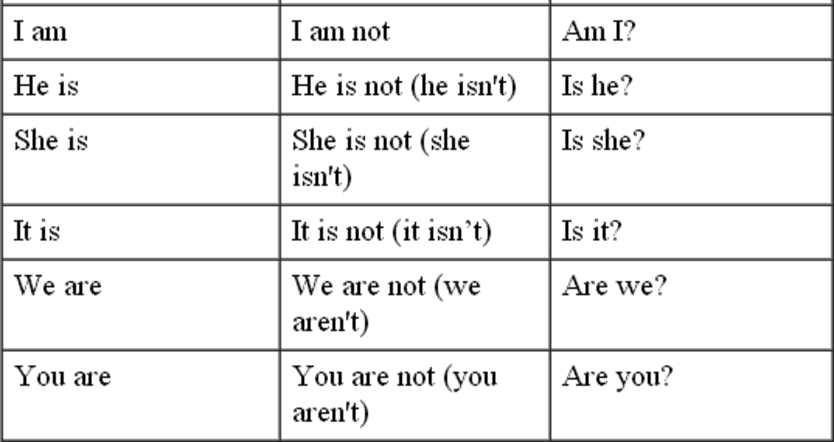 I am
I am not
Am I?
He is
He is not (he isn't)
Is he?
She is
She is not (she
isn't)
Is she?
It is
It is not (it isn’t)
Is it?
We are
We are not (we
aren't)
Are we?
You are
You are not (you
aren't)
Are you?